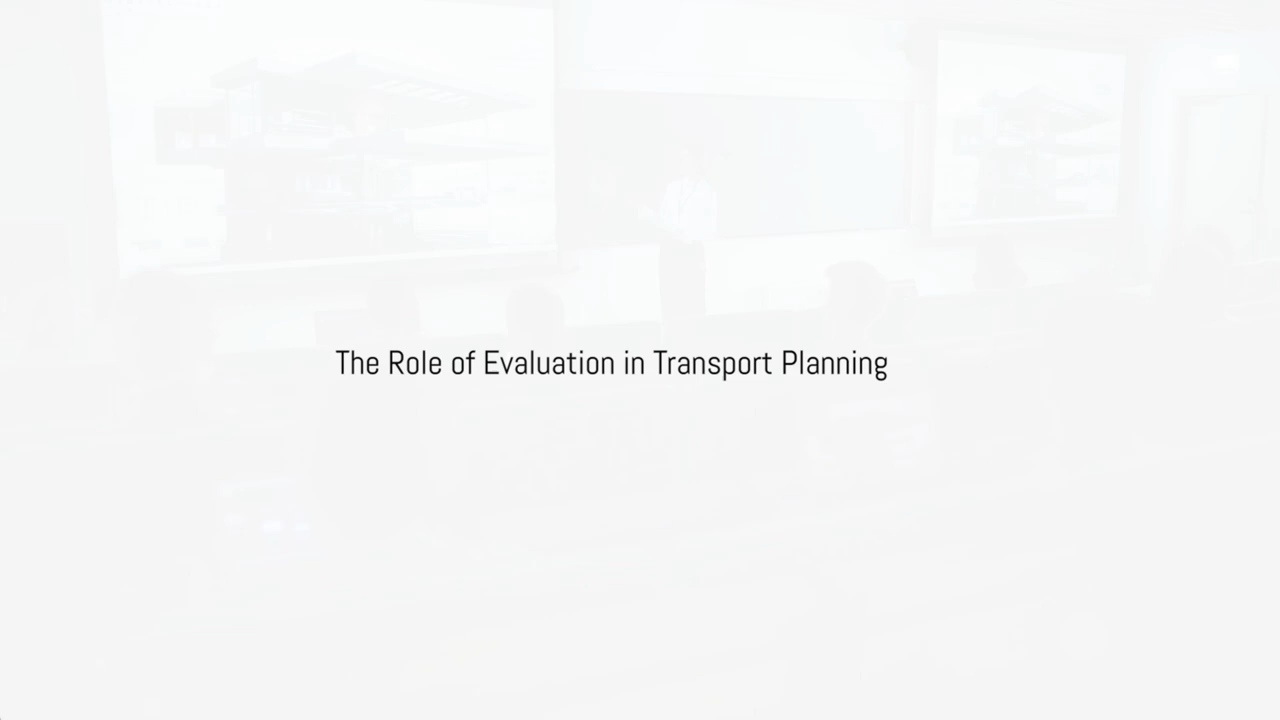 The Role of Evaluation in Transport Planning